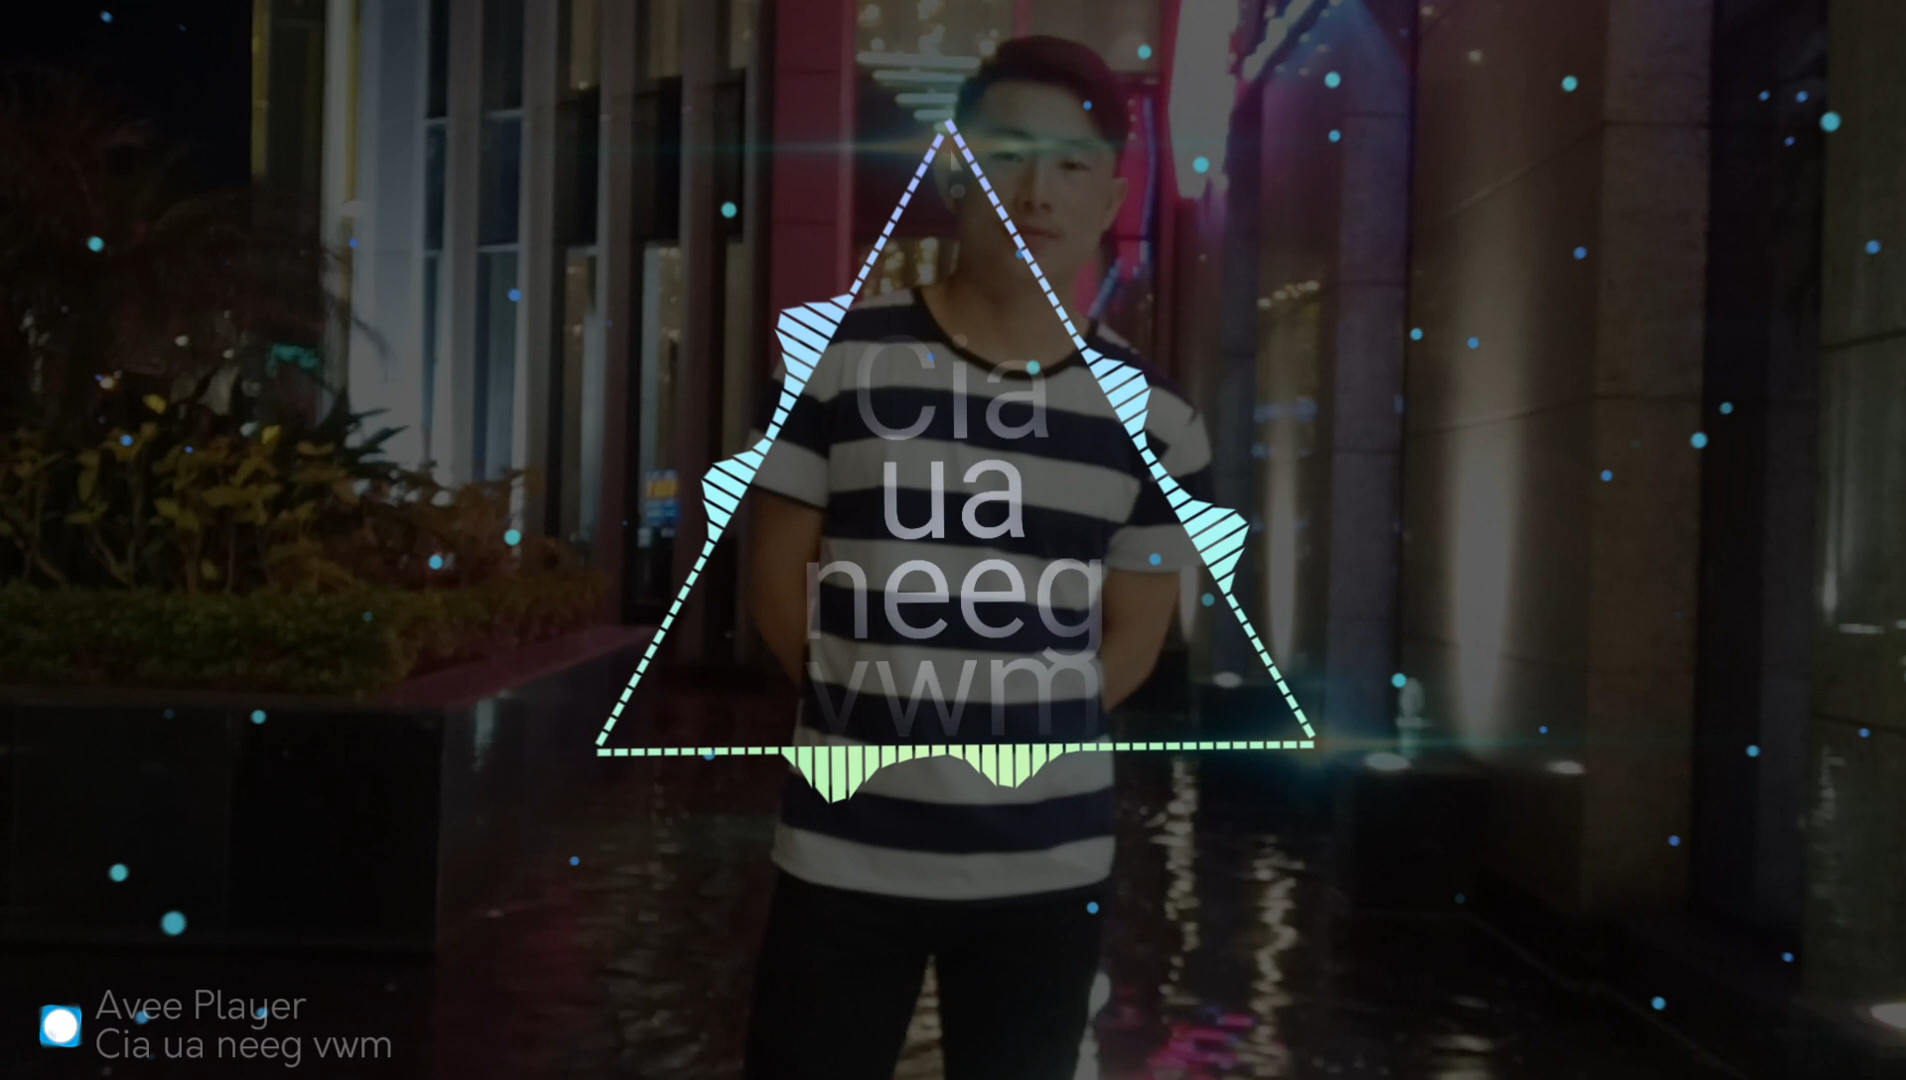 Cia
ua
neeg
vwm
Avee Player
Cia ua neeg vwm